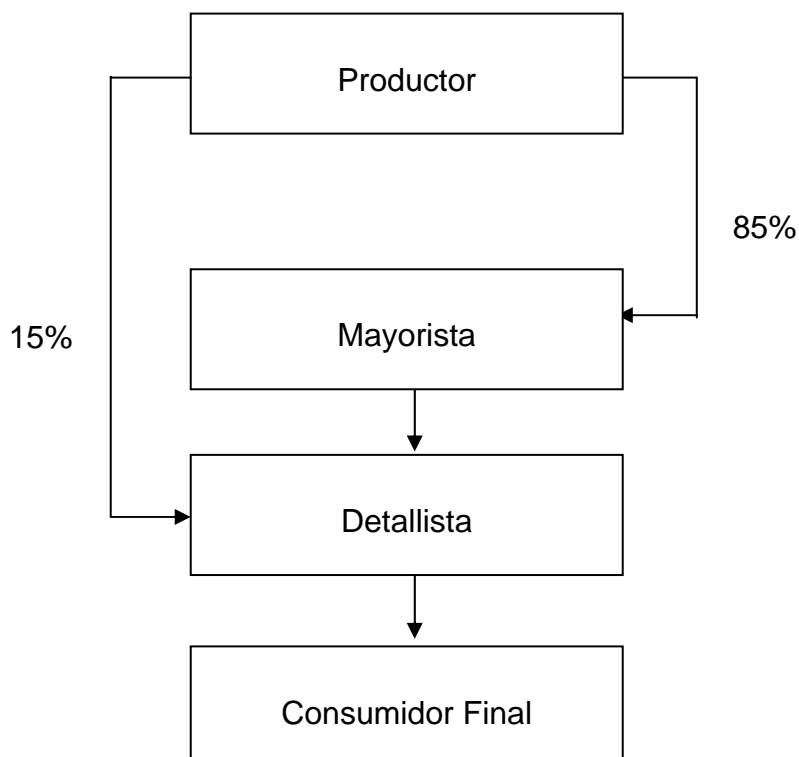 Productor
85%
Mayorista
15%
Detallista
Consumidor Final